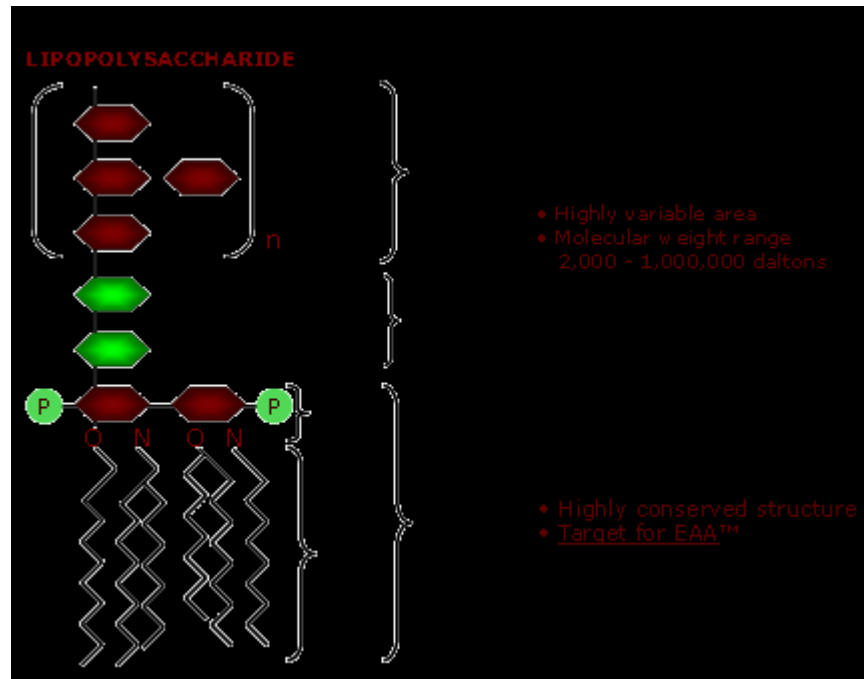 LIPOPOLYSACCHARIDE
n
• Highly variable area
• Molecular weight range
2,000 - 1,000,000 daltons
P
P
O N O N
• Highly conserved structure
• Target for EAA™